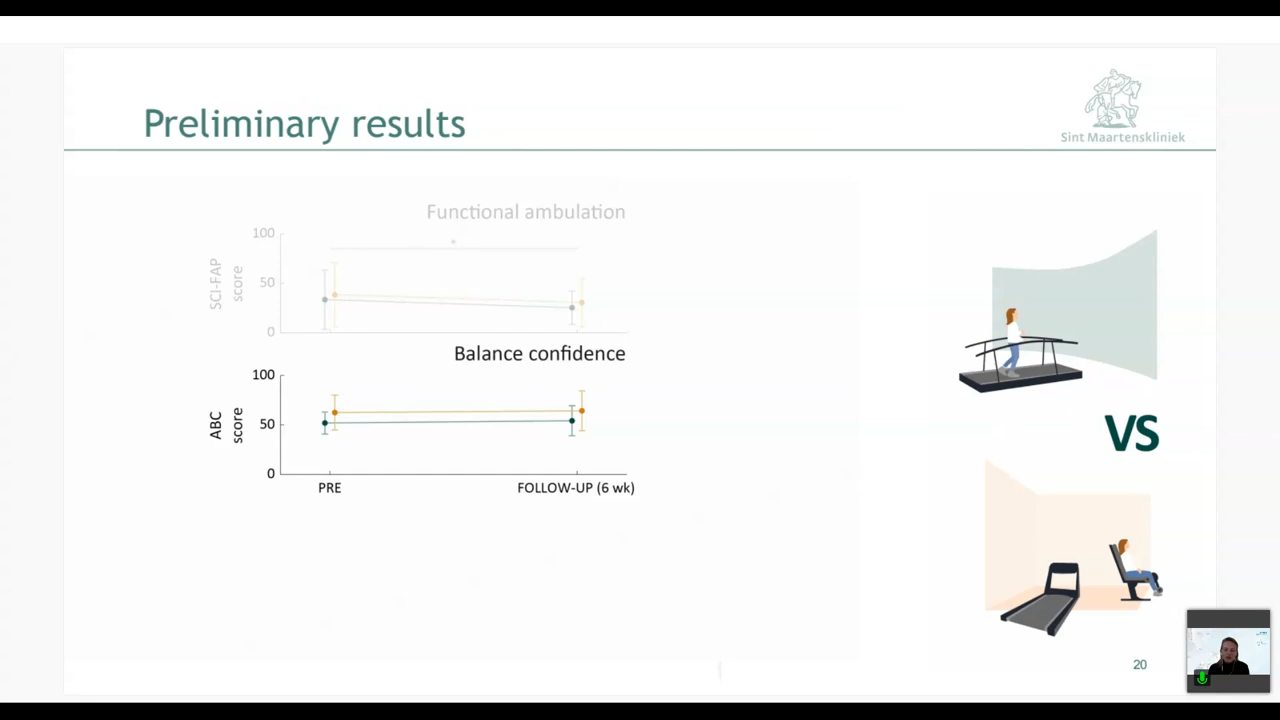 Preliminary results
Sint Maartenskliniek
Functional ambulation
*
SCI-FAP
score
100
50
0
Balance confidence
ABC
score
100
50
0
PRE
FOLLOW-UP (6 wk)
VS
20